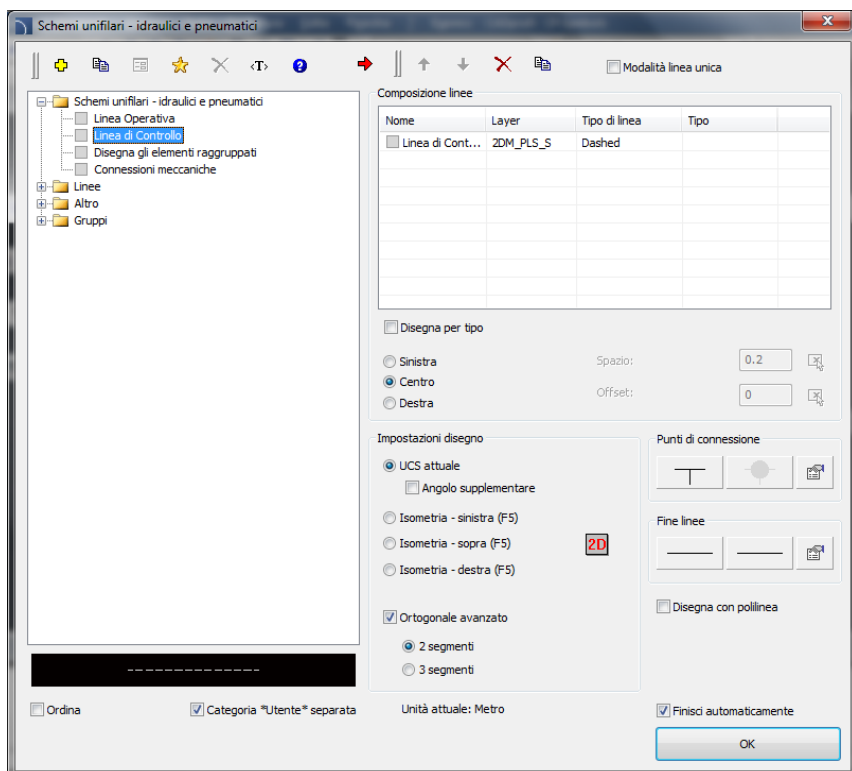 Schemi unifilari - idraulici e pneumatici
<T>
Modalità linea unica
Schemi uniflilari - idraulici e pneumatici
Linea Operativa
Linea di Controllo
Disegna gli elementi raggruppati
Connessioni meccaniche
Linee
Altro
Gruppi
Composizione linee
Nome Layer Tipo di linea Tipo
Linea di Cont... 2DM_PLS_S Dashed
Disegna per tipo
Sinistra
Centro
Destra
Spazio: 0.2
Offset: 0
Impostazioni disegno
UCS attuale
Angolo supplementare
Isometria - sinistra (F5)
Isometria - sopra (F5)
Isometria - destra (F5)
2D
Ortogonale avanzato
2 segmenti
3 segmenti
Punti di connessione
Fine linee
Disegna con polilinea
Ordina
Categoria *Utente* separata
Unità attuale: Metro
Finisci automaticamente
OK